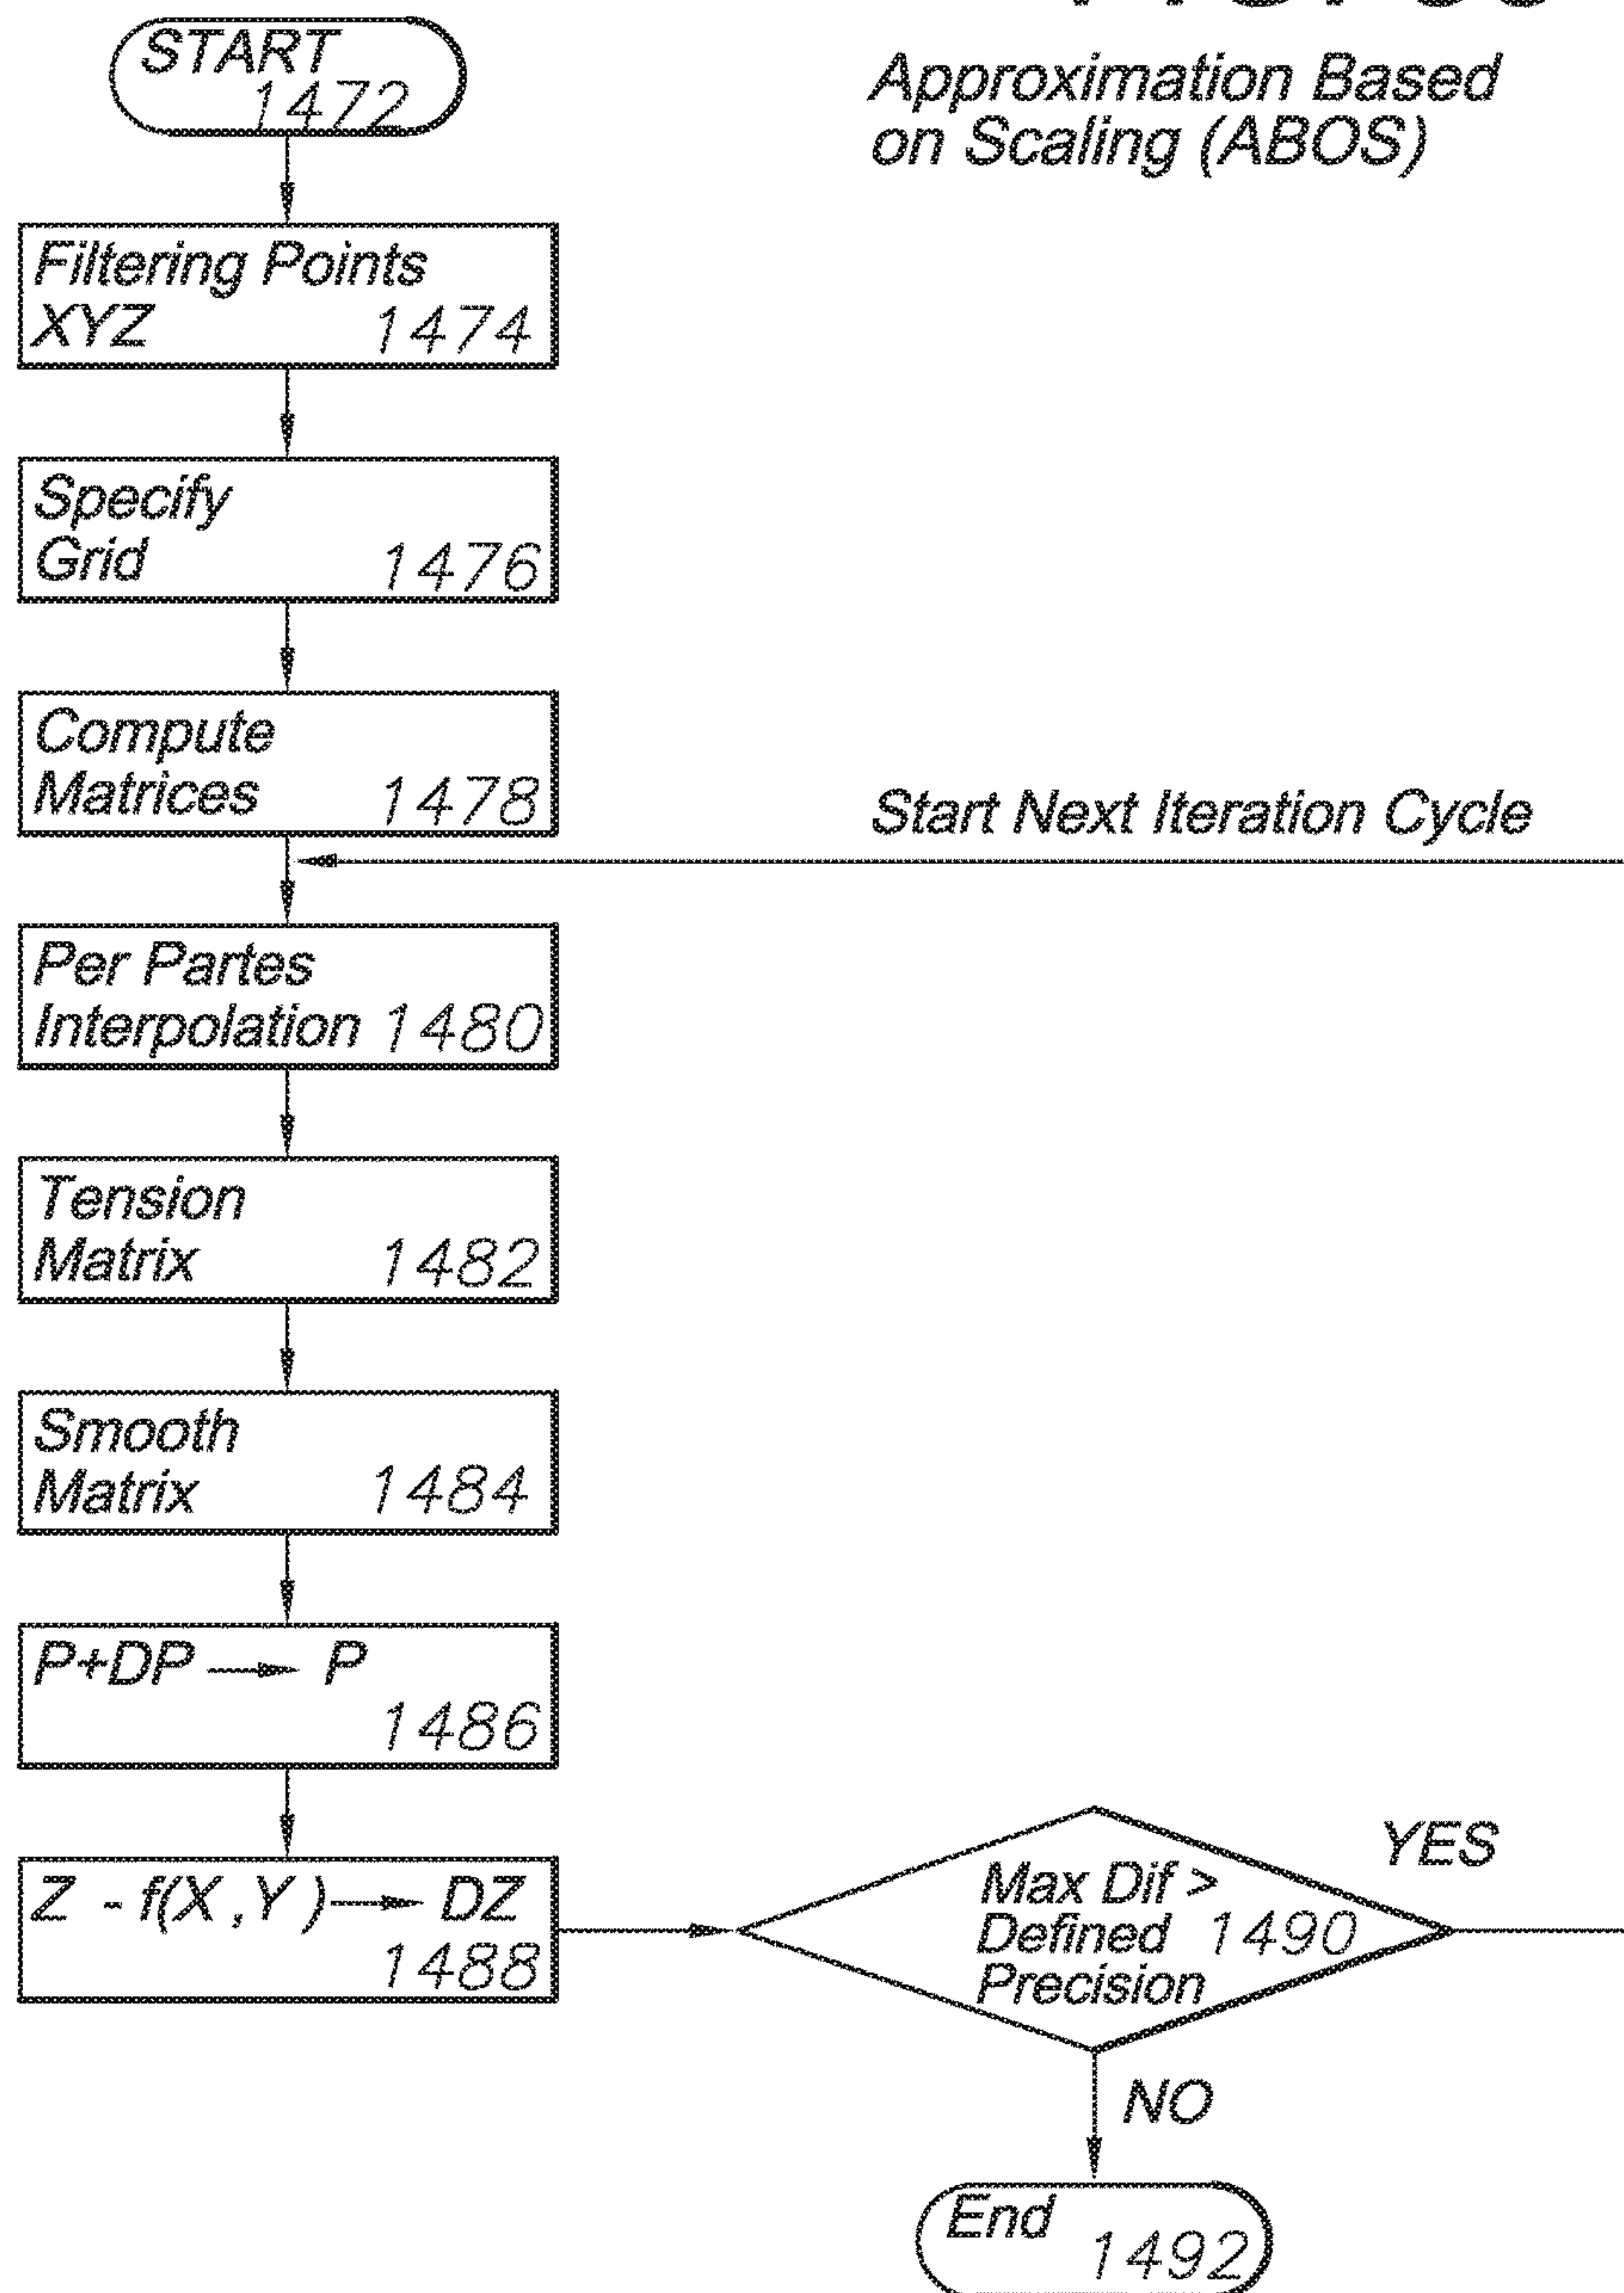 Approximation Based
on Scaling (ABOS)
START
1472
Filtering Points
XYZ 1474
Specify
Grid 1476
Compute
Matrices 1478
Start Next Iteration Cycle
Per Partes
Interpolation 1480
Tension
Matrix 1482
Smooth
Matrix 1484
P+DP → P
1486
Z - f(X,Y) → DZ
1488
Max Dif >
Defined 1490
Precision
YES
NO
End
1492